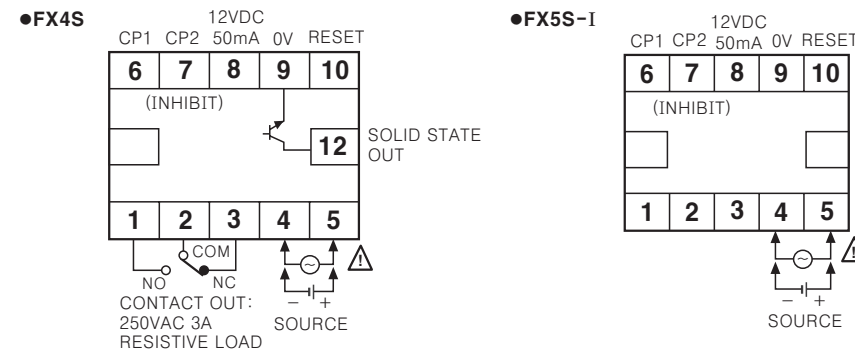 ●FX4S
12VDC
CP1 CP2 50mA 0V RESET
6 7 8 9 10
(INHIBIT)
12
SOLID STATE
OUT
1 2 3 4 5
COM
NO NC
CONTACT OUT:
250VAC 3A
RESISTIVE LOAD
− +
SOURCE
●FX5S-I
12VDC
CP1 CP2 50mA 0V RESET
6 7 8 9 10
(INHIBIT)
1 2 3 4 5
− +
SOURCE